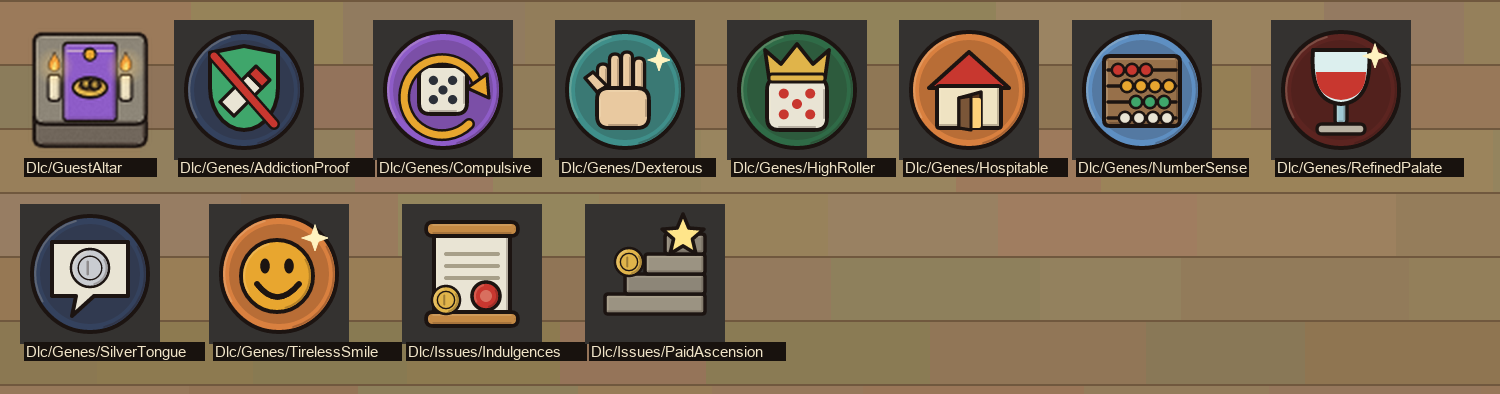 Dlc/GuestAltar
Dlc/Genes/AddictionProof
Dlc/Genes/Compulsive
Dlc/Genes/Dexterous
Dlc/Genes/HighRoller
Dlc/Genes/Hospitable
Dlc/Genes/NumberSense
Dlc/Genes/RefinedPalate
Dlc/Genes/SilverTongue
Dlc/Genes/TirelessSmile
Dlc/Issues/Indulgences
Dlc/Issues/PaidAscension